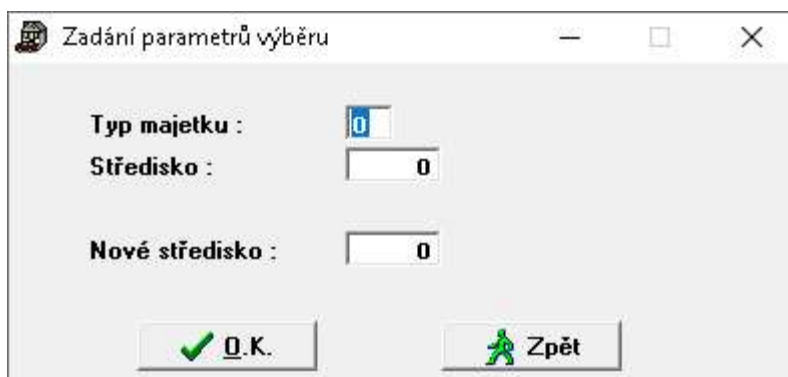 Zadání parametrů výběru
Typ majetku : 0
Středisko : 0
Nové středisko : 0
O.K. Zpět